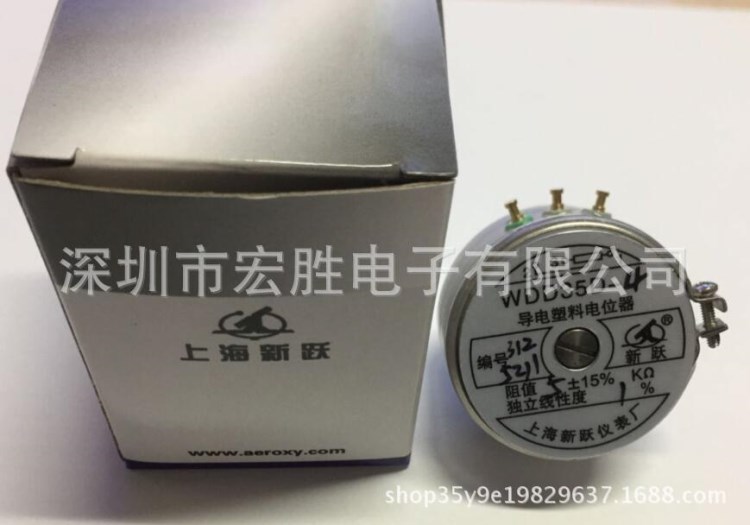 深圳市宏胜电子有限公司
上海新跃
www.aeroxy.com
WDD35D-4
导电塑料电位器
编号 312
5211
® 新跃
阻值 5 ±15% KΩ
独立线性度 1 %
上海新跃仪表厂
shop35y9e19829637.1688.com